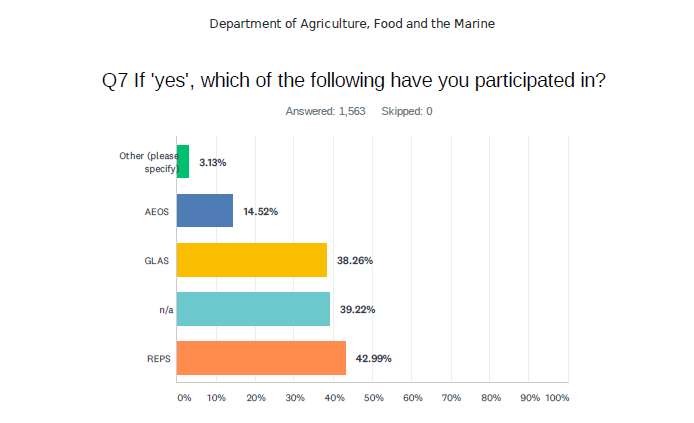 Department of Agriculture, Food and the Marine
Q7 If 'yes', which of the following have you participated in?
Answered: 1,563 Skipped: 0
Other (please
specify)
3.13%
AEOS 14.52%
GLAS 38.26%
n/a 39.22%
REPS 42.99%
0% 10% 20% 30% 40% 50% 60% 70% 80% 90% 100%